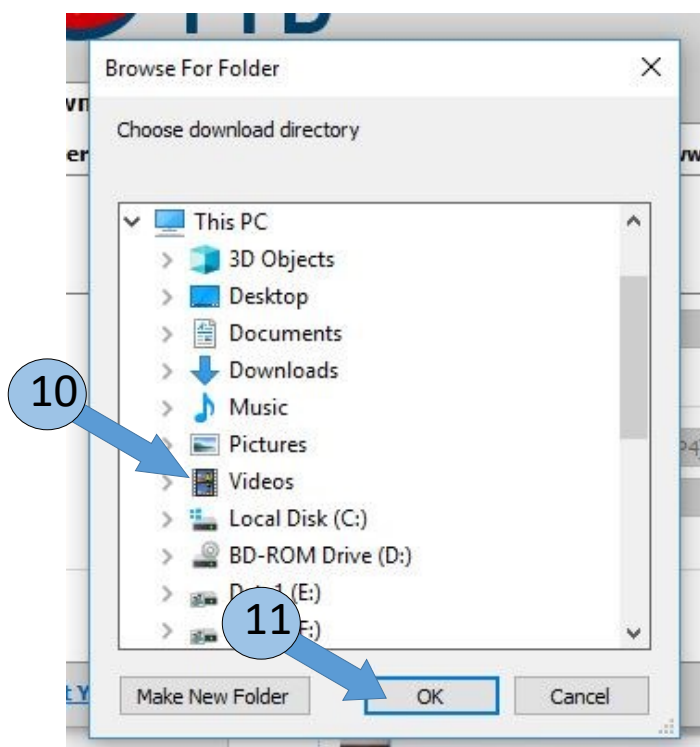 YTD
Browse For Folder
Choose download directory
This PC
3D Objects
Desktop
Documents
Downloads
10
Music
Pictures
Videos
Local Disk (C:)
BD-ROM Drive (D:)
(E:)
11
Make New Folder
OK
Cancel